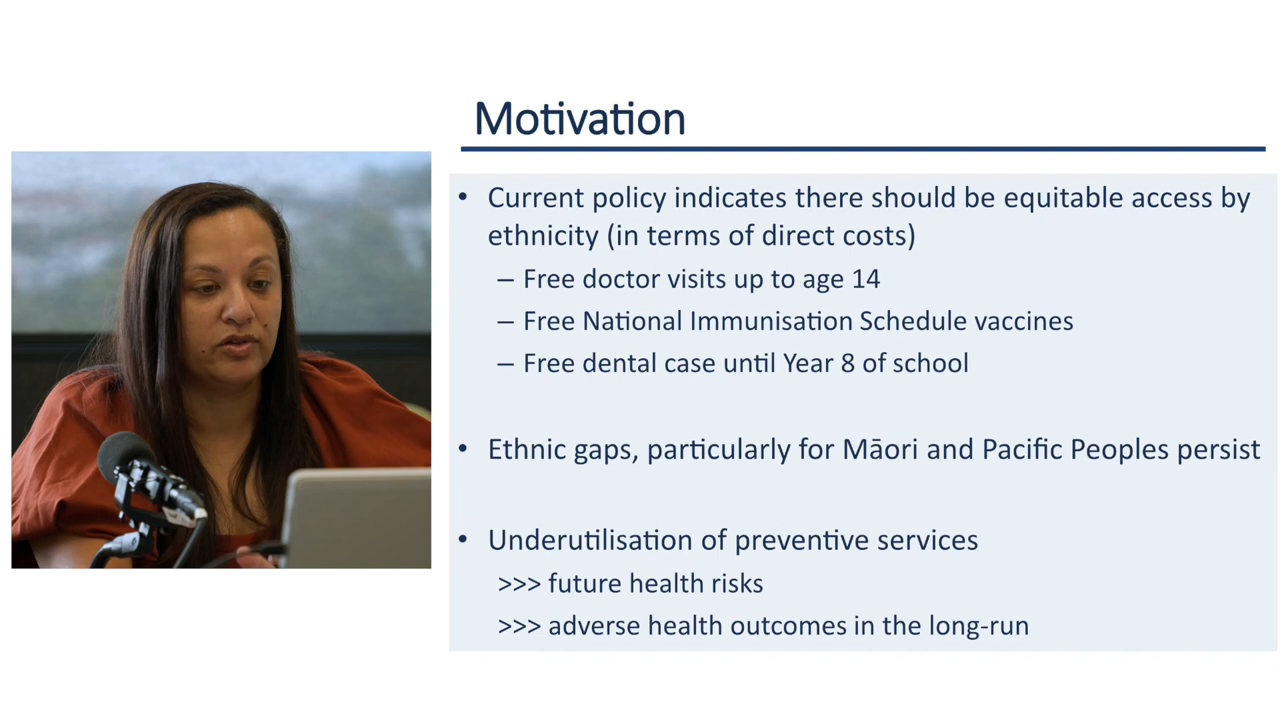 Motivation
• Current policy indicates there should be equitable access by
ethnicity (in terms of direct costs)
– Free doctor visits up to age 14
– Free National Immunisation Schedule vaccines
– Free dental case until Year 8 of school
• Ethnic gaps, particularly for Māori and Pacific Peoples persist
• Underutilisation of preventive services
>>> future health risks
>>> adverse health outcomes in the long-run